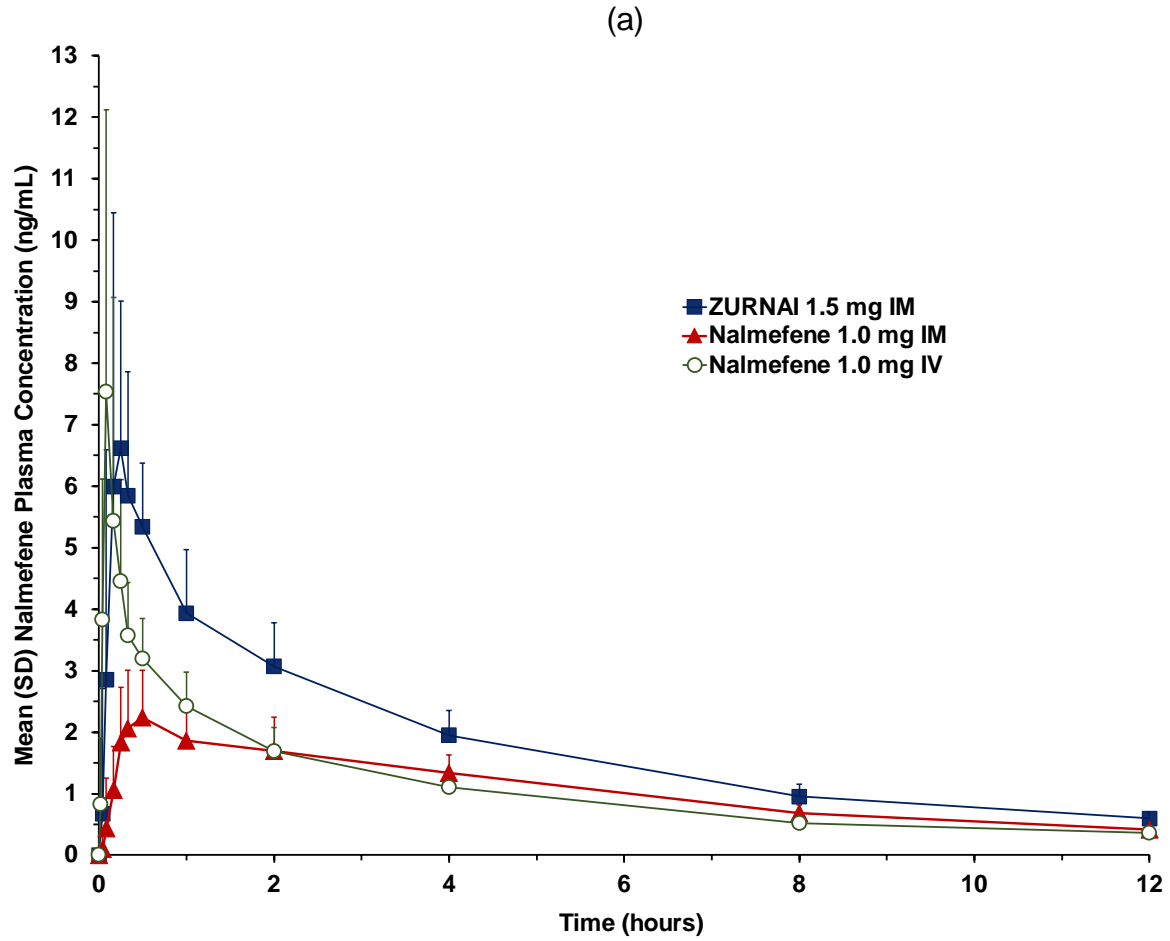 (a)
Mean (SD) Nalmefene Plasma Concentration (ng/mL)
13
12
11
10
9
8
7
6
5
4
3
2
1
0
ZURNAI 1.5 mg IM
Nalmefene 1.0 mg IM
Nalmefene 1.0 mg IV
0 2 4 6 8 10 12
Time (hours)